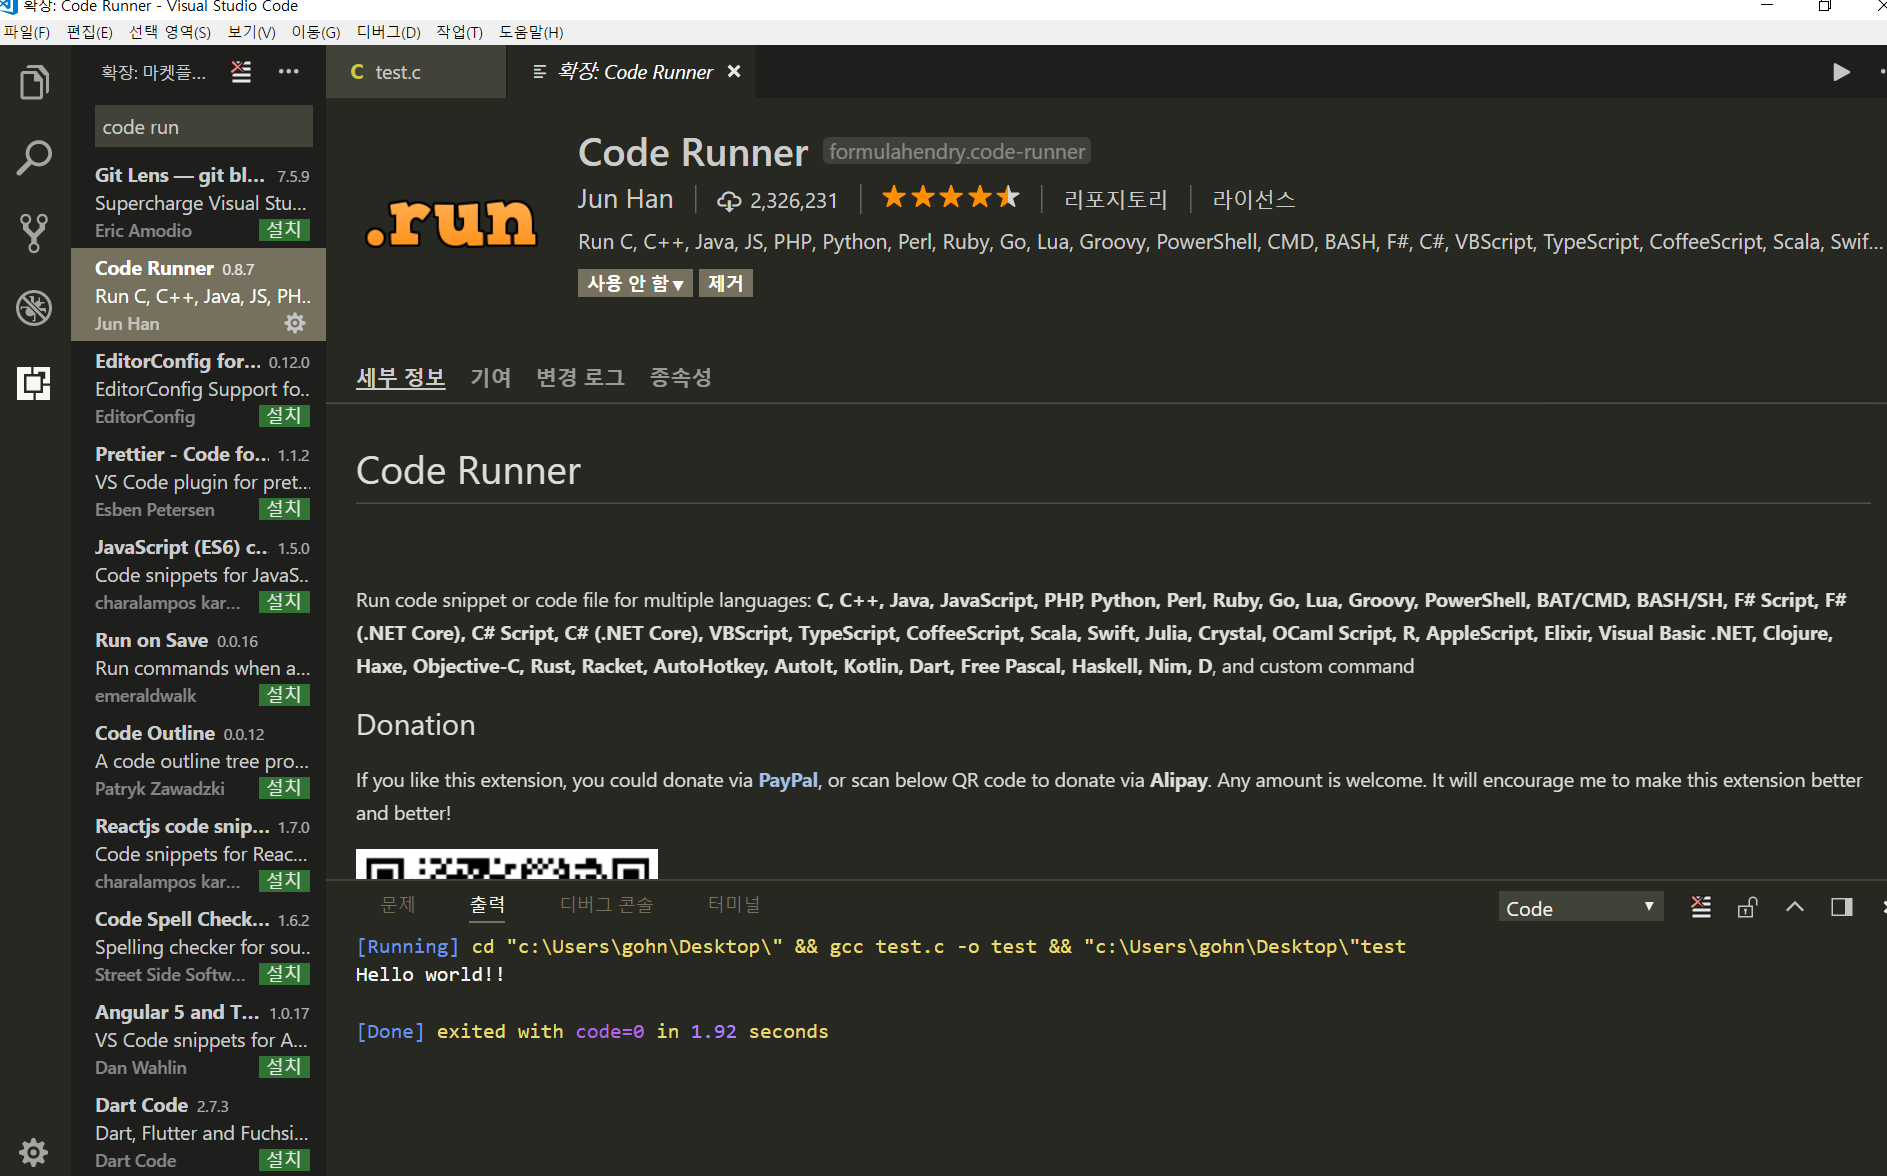 확장: Code Runner - Visual Studio Code
파일(F) 편집(E) 선택 영역(S) 보기(V) 이동(G) 디버그(D) 작업(T) 도움말(H)
확장: 마켓플...
code run
Git Lens — git bl... 7.5.9
Supercharge Visual Stu...
Eric Amodio 설치
Code Runner 0.8.7
Run C, C++, Java, JS, PH..
Jun Han
EditorConfig for... 0.12.0
EditorConfig Support fo..
EditorConfig 설치
Prettier - Code fo... 1.1.2
VS Code plugin for pret...
Esben Petersen 설치
JavaScript (ES6) c... 1.5.0
Code snippets for JavaS..
charalampos kar... 설치
Run on Save 0.0.16
Run commands when a...
emeraldwalk 설치
Code Outline 0.0.12
A code outline tree pro...
Patryk Zawadzki 설치
Reactjs code snip... 1.7.0
Code snippets for Reac...
charalampos kar... 설치
Code Spell Check... 1.6.2
Spelling checker for sou...
Street Side Softw... 설치
Angular 5 and T... 1.0.17
VS Code snippets for A...
Dan Wahlin 설치
Dart Code 2.7.3
Dart, Flutter and Fuchsi...
Dart Code 설치
C test.c
확장: Code Runner
.run
Code Runner formulahendry.code-runner
Jun Han 2,326,231 리포지토리 라이선스
Run C, C++, Java, JS, PHP, Python, Perl, Ruby, Go, Lua, Groovy, PowerShell, CMD, BASH, F#, C#, VBScript, TypeScript, CoffeeScript, Scala, Swif...
사용 안 함▼ 제거
세부 정보 기여 변경 로그 종속성
Code Runner
Run code snippet or code file for multiple languages: C, C++, Java, JavaScript, PHP, Python, Perl, Ruby, Go, Lua, Groovy, PowerShell, BAT/CMD, BASH/SH, F# Script, F#
(.NET Core), C# Script, C# (.NET Core), VBScript, TypeScript, CoffeeScript, Scala, Swift, Julia, Crystal, OCaml Script, R, AppleScript, Elixir, Visual Basic .NET, Clojure,
Haxe, Objective-C, Rust, Racket, AutoHotkey, AutoIt, Kotlin, Dart, Free Pascal, Haskell, Nim, D, and custom command
Donation
If you like this extension, you could donate via PayPal, or scan below QR code to donate via Alipay. Any amount is welcome. It will encourage me to make this extension better
and better!
문제 출력 디버그 콘솔 터미널 Code
[Running] cd "c:\Users\gohn\Desktop\" && gcc test.c -o test && "c:\Users\gohn\Desktop\"test
Hello world!!
[Done] exited with code=0 in 1.92 seconds